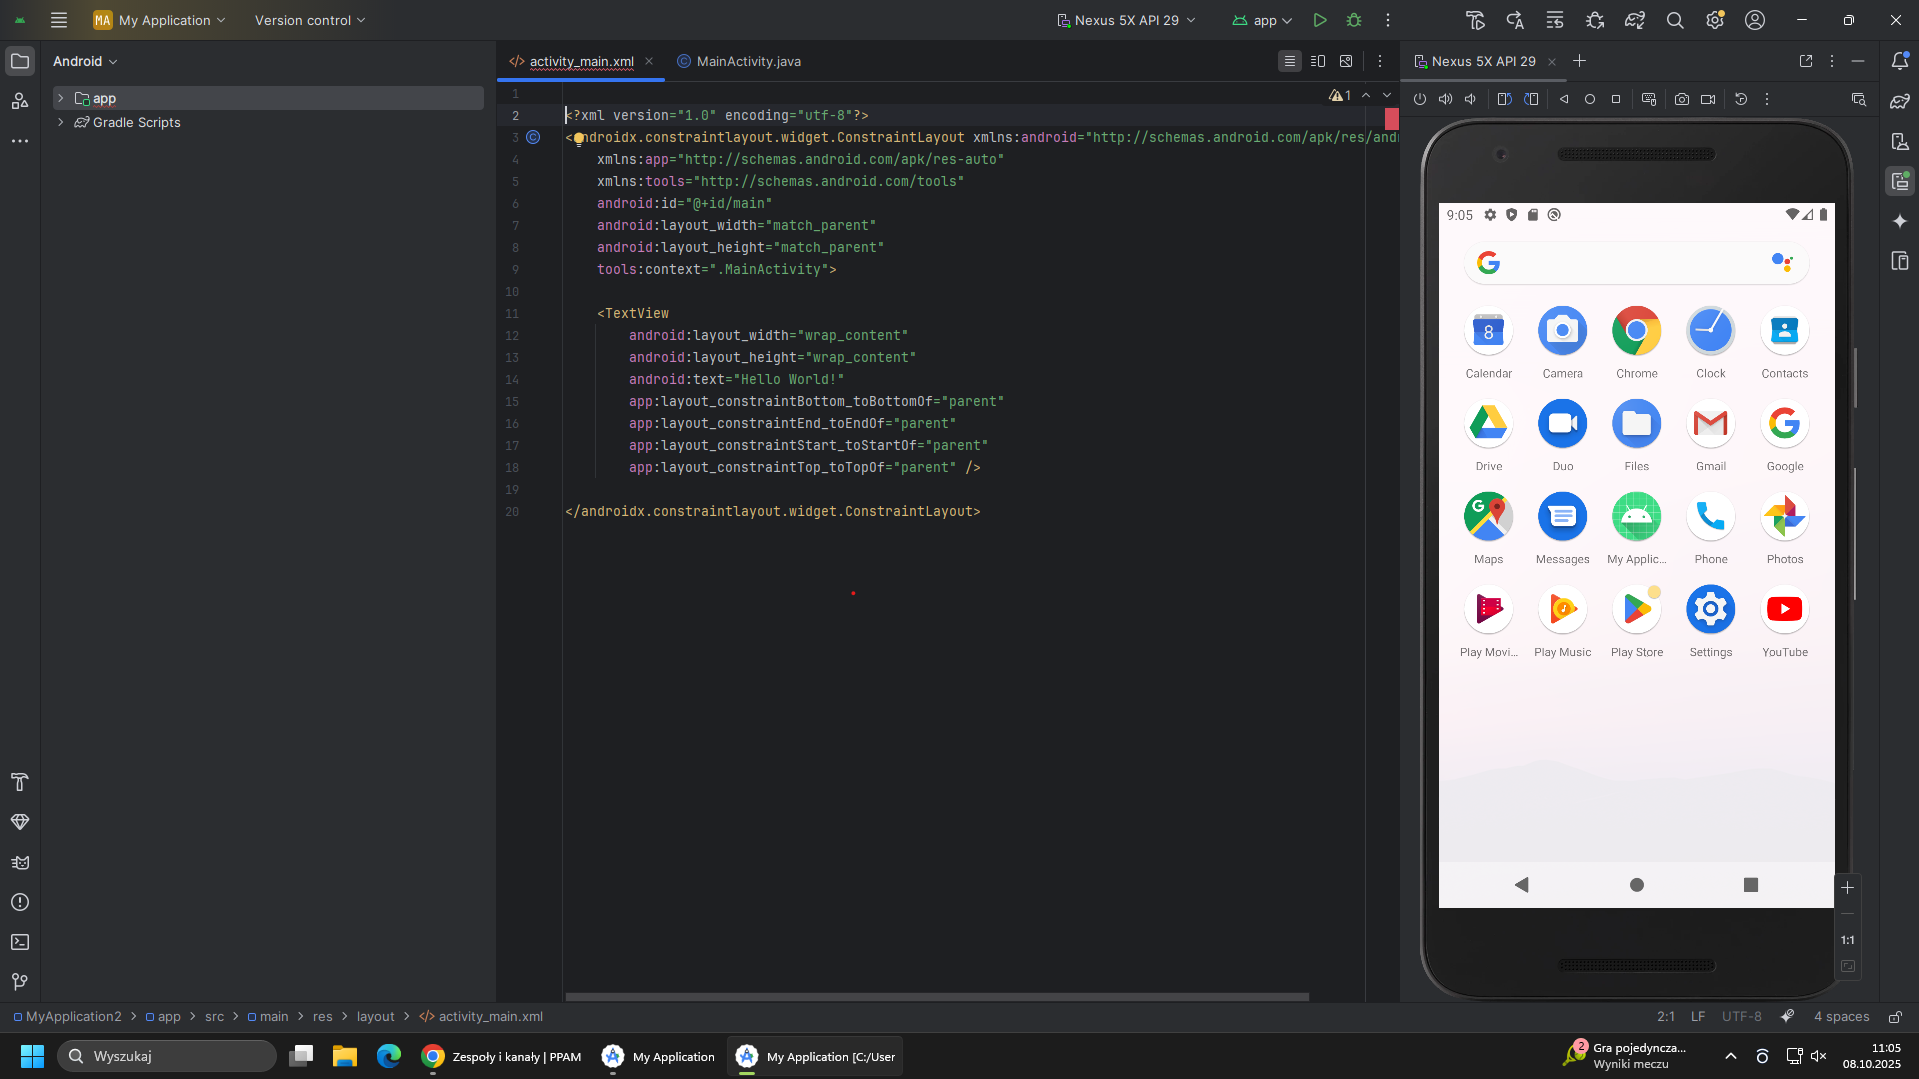 MA My Application
Version control
Nexus 5X API 29
app
Android
activity_main.xml
MainActivity.java
Nexus 5X API 29
app
Gradle Scripts
1
1
2 <?xml version="1.0" encoding="utf-8"?>
3 <androidx.constraintlayout.widget.ConstraintLayout xmlns:android="http://schemas.android.com/apk/res/andr
4 xmlns:app="http://schemas.android.com/apk/res-auto"
5 xmlns:tools="http://schemas.android.com/tools"
6 android:id="@+id/main"
7 android:layout_width="match_parent"
8 android:layout_height="match_parent"
9 tools:context=".MainActivity">
10
11 <TextView
12 android:layout_width="wrap_content"
13 android:layout_height="wrap_content"
14 android:text="Hello World!"
15 app:layout_constraintBottom_toBottomOf="parent"
16 app:layout_constraintEnd_toEndOf="parent"
17 app:layout_constraintStart_toStartOf="parent"
18 app:layout_constraintTop_toTopOf="parent" />
19
20 </androidx.constraintlayout.widget.ConstraintLayout>
9:05
8
Calendar Camera Chrome Clock Contacts
Drive Duo Files Gmail Google
Maps Messages My Applic... Phone Photos
Play Movi... Play Music Play Store Settings YouTube
1:1
MyApplication2 > app > src > main > res > layout > activity_main.xml
2:1 LF UTF-8 4 spaces
Wyszukaj
Zespoły i kanały | PPAM
My Application
My Application [C:/User
2
Gra pojedyncza...
Wyniki meczu
11:05
08.10.2025